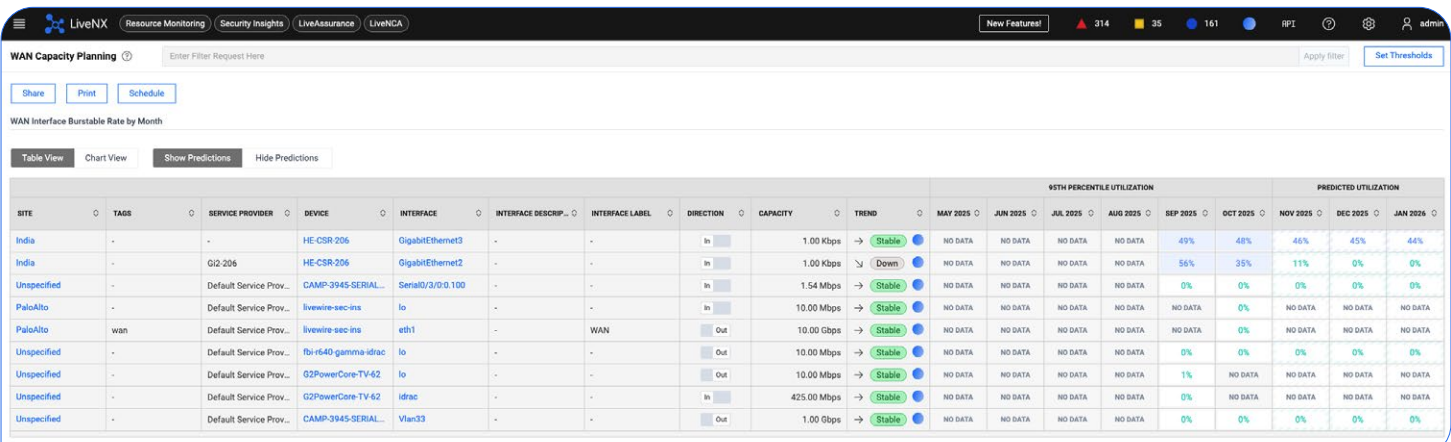 LiveNX Resource Monitoring Security Insights LiveAssurance LiveNCA New Features! 314 35 161 API admin
WAN Capacity Planning Enter Filter Request Here Apply filter Set Thresholds
Share Print Schedule
WAN Interface Burstable Rate by Month
Table View Chart View Show Predictions Hide Predictions
95TH PERCENTILE UTILIZATION PREDICTED UTILIZATION
SITE TAGS SERVICE PROVIDER DEVICE INTERFACE INTERFACE DESCRIP... INTERFACE LABEL DIRECTION CAPACITY TREND MAY 2025 JUN 2025 JUL 2025 AUG 2025 SEP 2025 OCT 2025 NOV 2025 DEC 2025 JAN 2026
India - - HE-CSR-206 GigabitEthernet3 - - In 1.00 Kbps → Stable NO DATA NO DATA NO DATA NO DATA 49% 48% 46% 45% 44%
India - Gi2-206 HE-CSR-206 GigabitEthernet2 - - In 1.00 Kbps ↘ Down NO DATA NO DATA NO DATA NO DATA 56% 35% 11% 0% 0%
Unspecified - Default Service Prov... CAMP-3945-SERIAL... Serial0/3/0:0.100 - - In 1.54 Mbps → Stable NO DATA NO DATA NO DATA NO DATA 0% 0% 0% 0% 0%
PaloAlto - Default Service Prov... livewire-sec-ins lo - - In 10.00 Mbps → Stable NO DATA NO DATA NO DATA NO DATA NO DATA 0% NO DATA NO DATA NO DATA
PaloAlto wan Default Service Prov... livewire-sec-ins eth1 - WAN Out 10.00 Gbps → Stable NO DATA NO DATA NO DATA NO DATA NO DATA 0% NO DATA NO DATA NO DATA
Unspecified - Default Service Prov... fbi-r640-gamma-idrac lo - - Out 10.00 Mbps → Stable NO DATA NO DATA NO DATA NO DATA 0% 0% 0% 0% 0%
Unspecified - Default Service Prov... G2PowerCore-TV-62 lo - - Out 10.00 Mbps → Stable NO DATA NO DATA NO DATA NO DATA 1% NO DATA NO DATA NO DATA NO DATA
Unspecified - Default Service Prov... G2PowerCore-TV-62 idrac - - In 425.00 Mbps → Stable NO DATA NO DATA NO DATA NO DATA 0% NO DATA NO DATA NO DATA NO DATA
Unspecified - Default Service Prov... CAMP-3945-SERIAL... Vlan33 - - Out 1.00 Gbps → Stable NO DATA NO DATA NO DATA NO DATA 0% 0% 0% 0% 0%